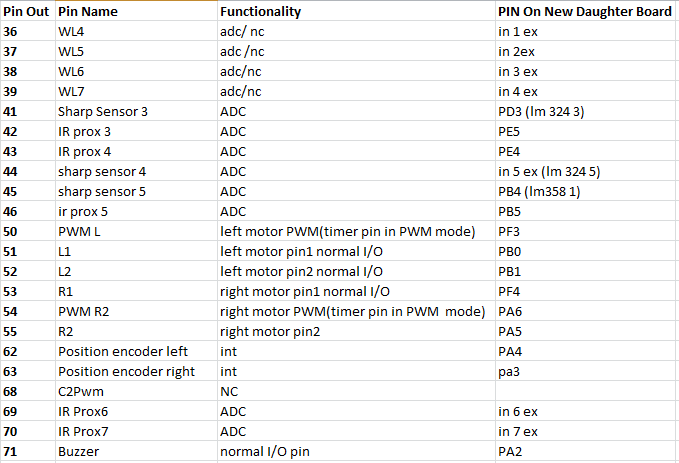 Pin Out Pin Name Functionality PIN On New Daughter Board
36 WL4 adc/ nc in 1 ex
37 WL5 adc /nc in 2ex
38 WL6 adc/nc in 3 ex
39 WL7 adc/nc in 4 ex
41 Sharp Sensor 3 ADC PD3 (lm 324 3)
42 IR prox 3 ADC PE5
43 IR prox 4 ADC PE4
44 sharp sensor 4 ADC in 5 ex (lm 324 5)
45 sharp sensor 5 ADC PB4 (lm358 1)
46 ir prox 5 ADC PB5
50 PWM L left motor PWM(timer pin in PWM mode) PF3
51 L1 left motor pin1 normal I/O PB0
52 L2 left motor pin2 normal I/O PB1
53 R1 right motor pin1 normal I/O PF4
54 PWM R2 right motor PWM(timer pin in PWM mode) PA6
55 R2 right motor pin2 PA5
62 Position encoder left int PA4
63 Position encoder right int pa3
68 C2Pwm NC
69 IR Prox6 ADC in 6 ex
70 IR Prox7 ADC in 7 ex
71 Buzzer normal I/O pin PA2